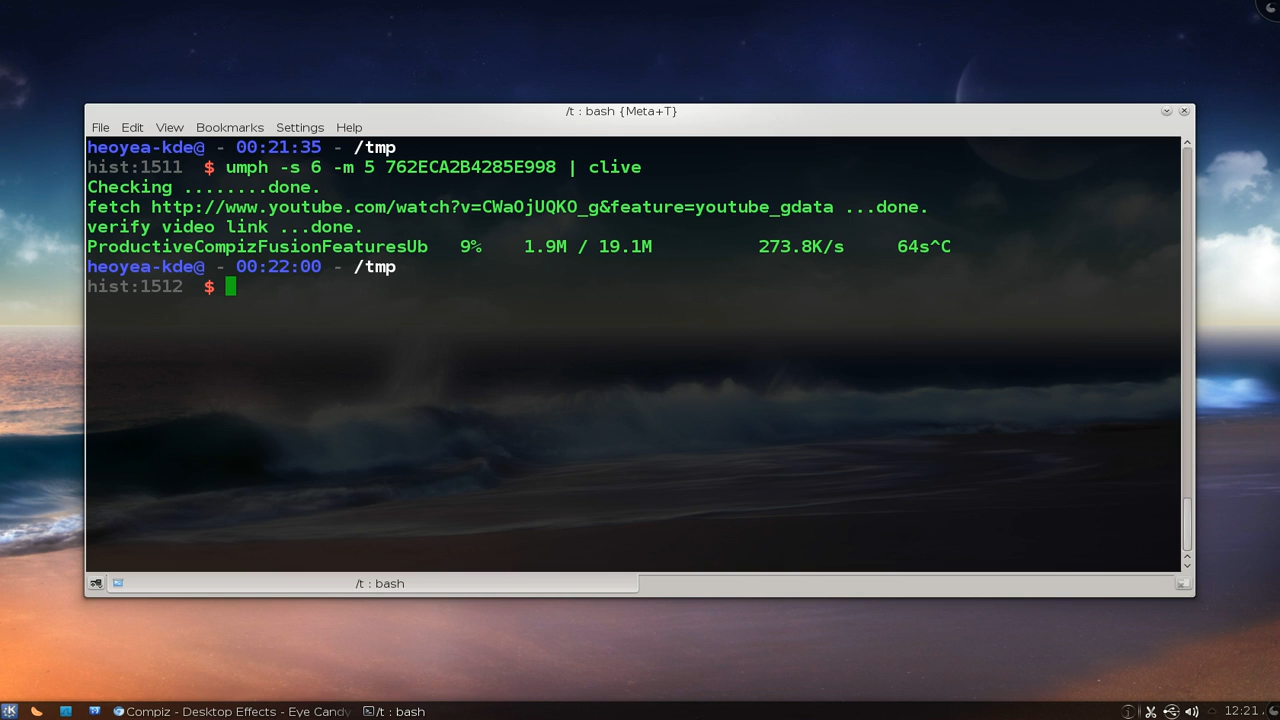 /t : bash {Meta+T}
File Edit View Bookmarks Settings Help
heoyea-kde@ - 00:21:35 - /tmp
hist:1511 $ umph -s 6 -m 5 762ECA2B4285E998 | clive
Checking ........done.
fetch http://www.youtube.com/watch?v=CWaOjUQKO_g&feature=youtube_gdata ...done.
verify video link ...done.
ProductiveCompizFusionFeaturesUb 9% 1.9M / 19.1M 273.8K/s 64s^C
heoyea-kde@ - 00:22:00 - /tmp
hist:1512 $
/t : bash
Compiz - Desktop Effects - Eye Candy /t : bash 12:21